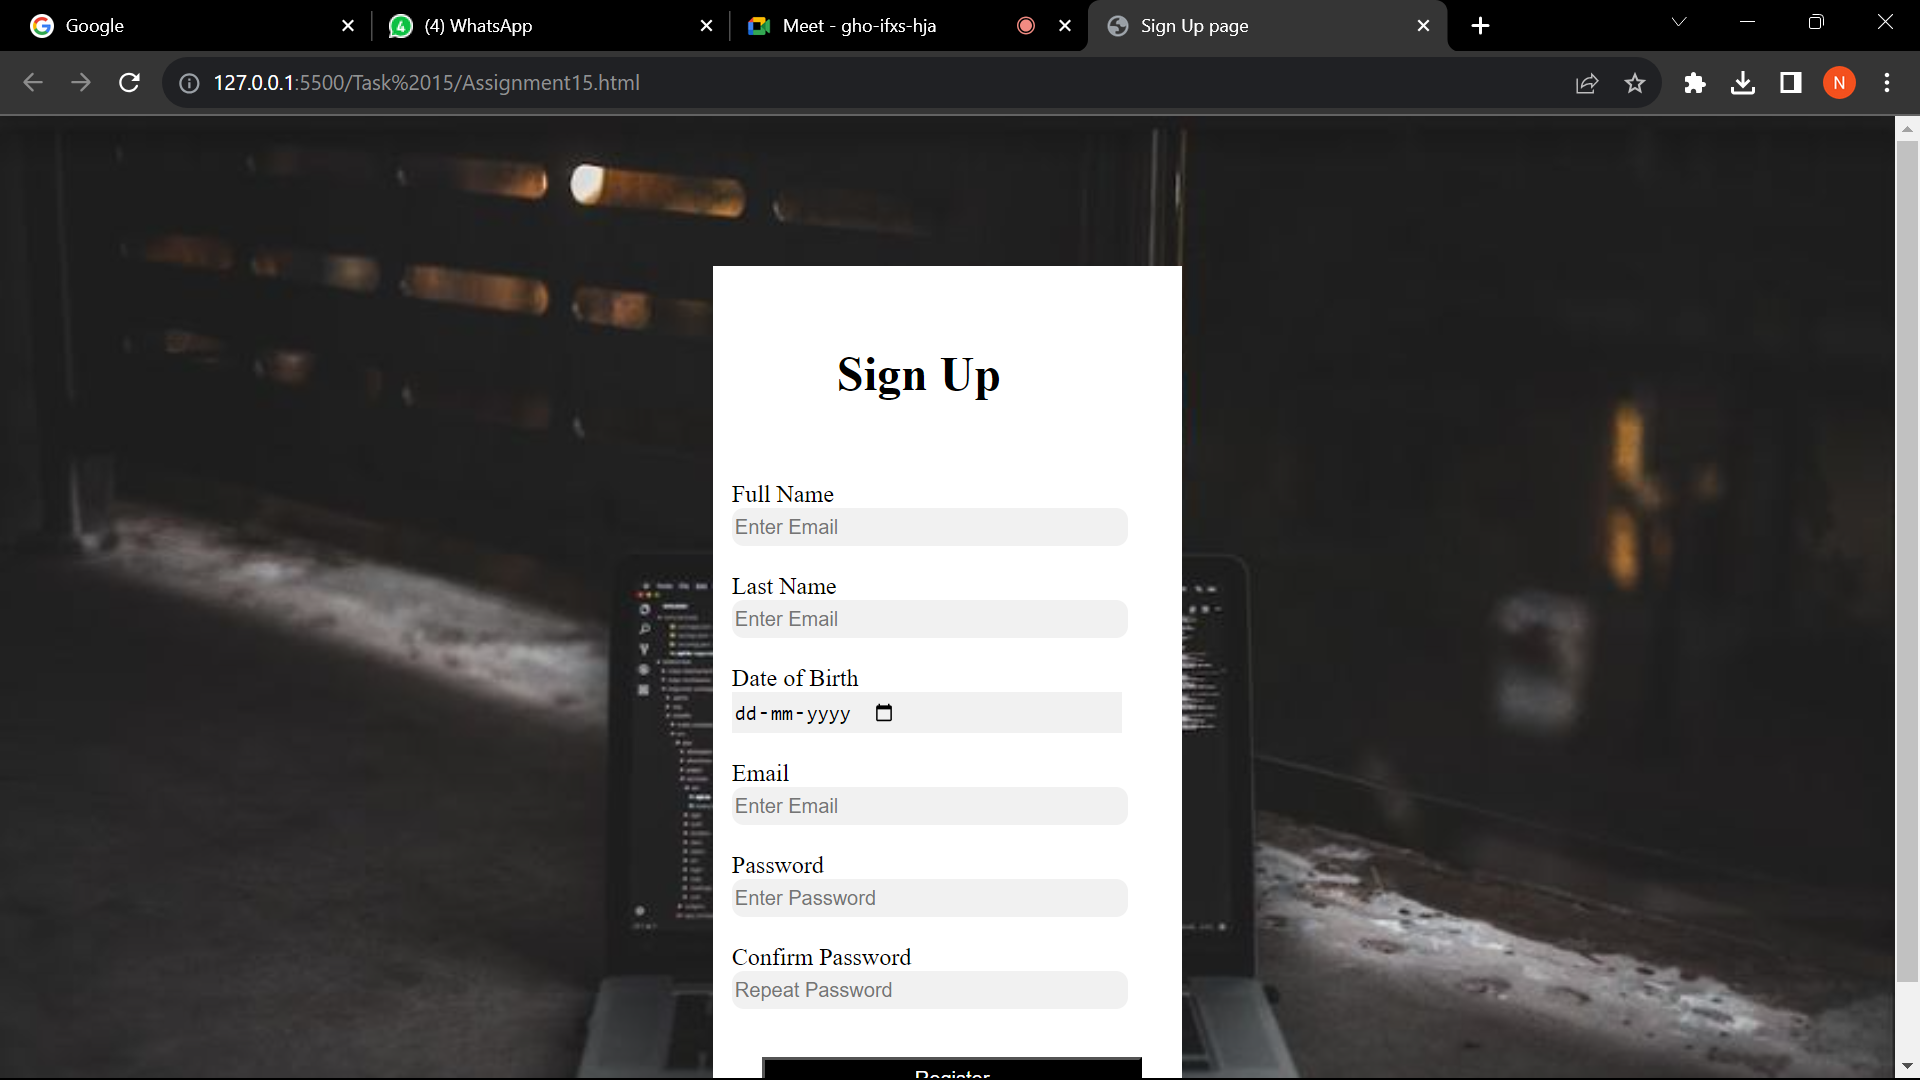 Google
(4) WhatsApp
Meet - gho-ifxs-hja
Sign Up page
127.0.0.1:5500/Task%2015/Assignment15.html
N
Sign Up
Full Name
Enter Email
Last Name
Enter Email
Date of Birth
dd-mm-yyyy
Email
Enter Email
Password
Enter Password
Confirm Password
Repeat Password
Register